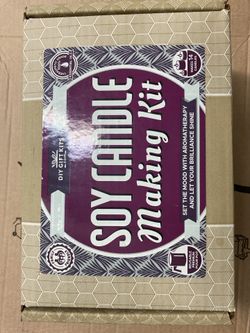 DIY GIFT KITS
SOY CANDLE
Making Kit
SET THE MOOD WITH AROMATHERAPY
AND LET YOUR BRILLIANCE SHINE